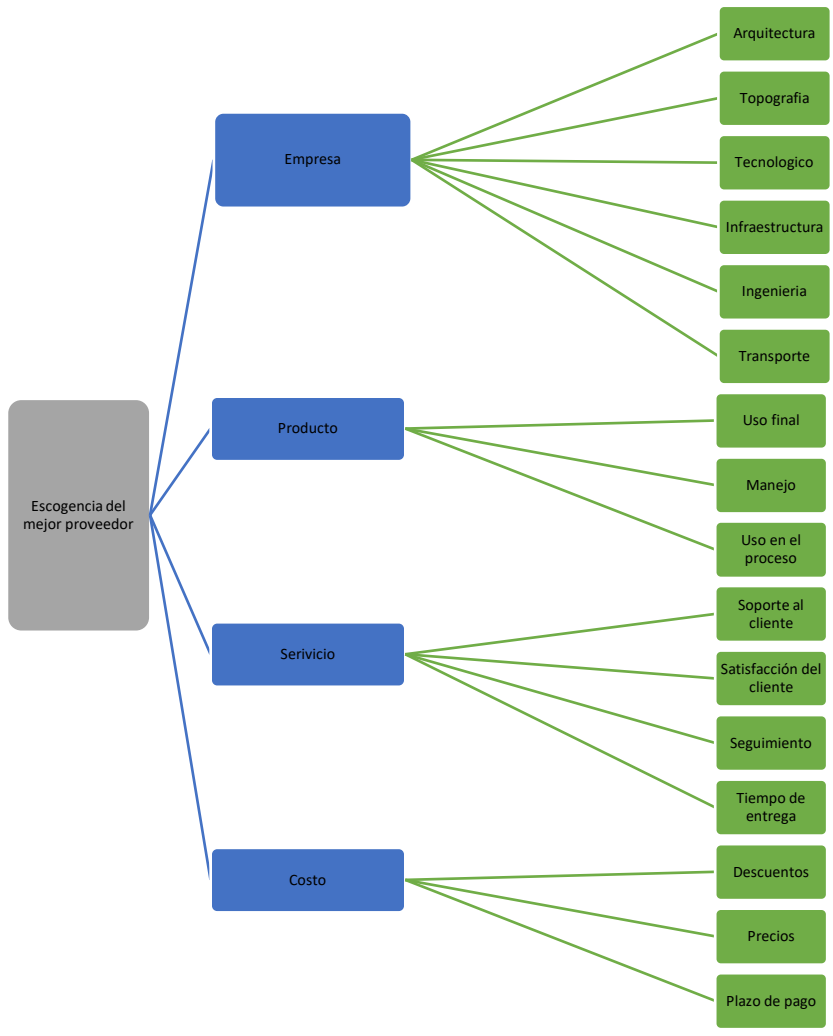 Escogencia del
mejor proveedor
Empresa
Arquitectura
Topografia
Tecnologico
Infraestructura
Ingenieria
Transporte
Producto
Uso final
Manejo
Uso en el
proceso
Serivicio
Soporte al
cliente
Satisfacción del
cliente
Seguimiento
Tiempo de
entrega
Costo
Descuentos
Precios
Plazo de pago